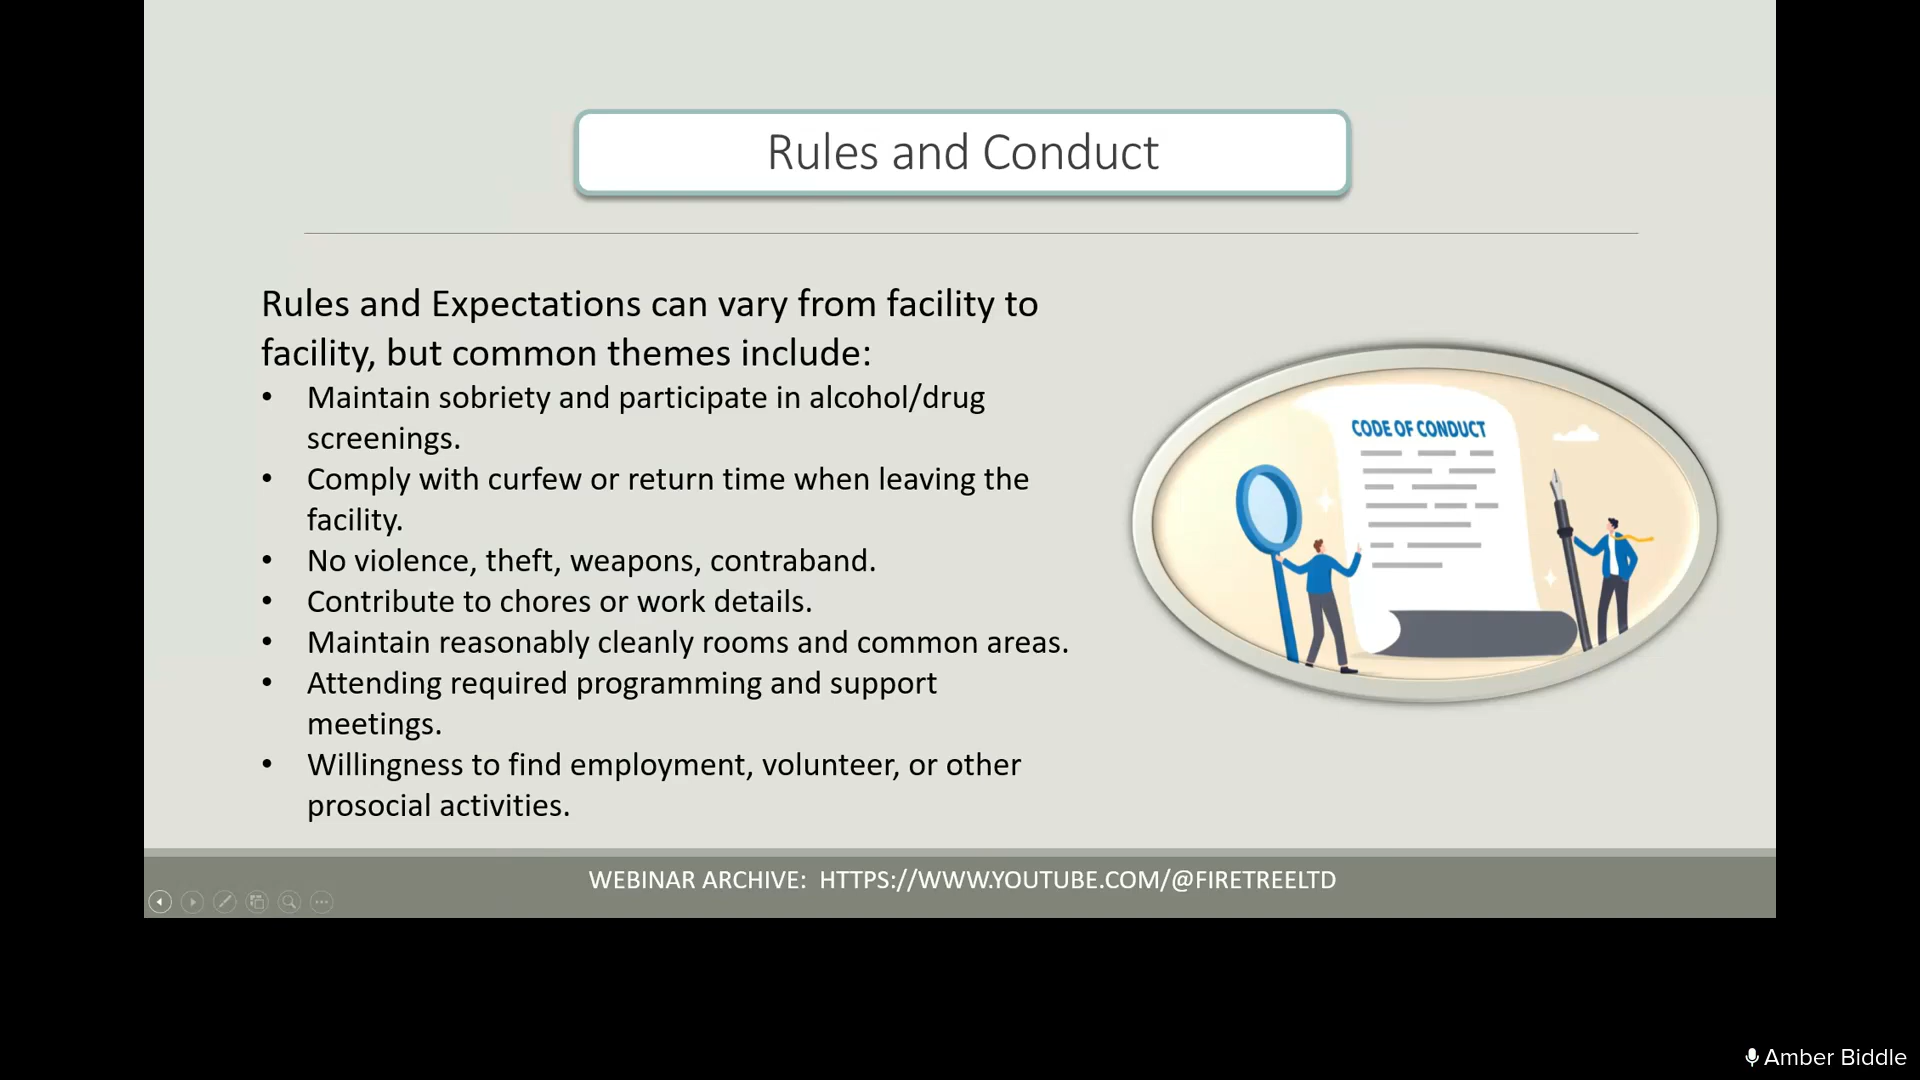 Rules and Conduct
Rules and Expectations can vary from facility to
facility, but common themes include:
• Maintain sobriety and participate in alcohol/drug
screenings.
• Comply with curfew or return time when leaving the
facility.
• No violence, theft, weapons, contraband.
• Contribute to chores or work details.
• Maintain reasonably cleanly rooms and common areas.
• Attending required programming and support
meetings.
• Willingness to find employment, volunteer, or other
prosocial activities.
CODE OF CONDUCT
WEBINAR ARCHIVE: HTTPS://WWW.YOUTUBE.COM/@FIRETREELTD
Amber Biddle